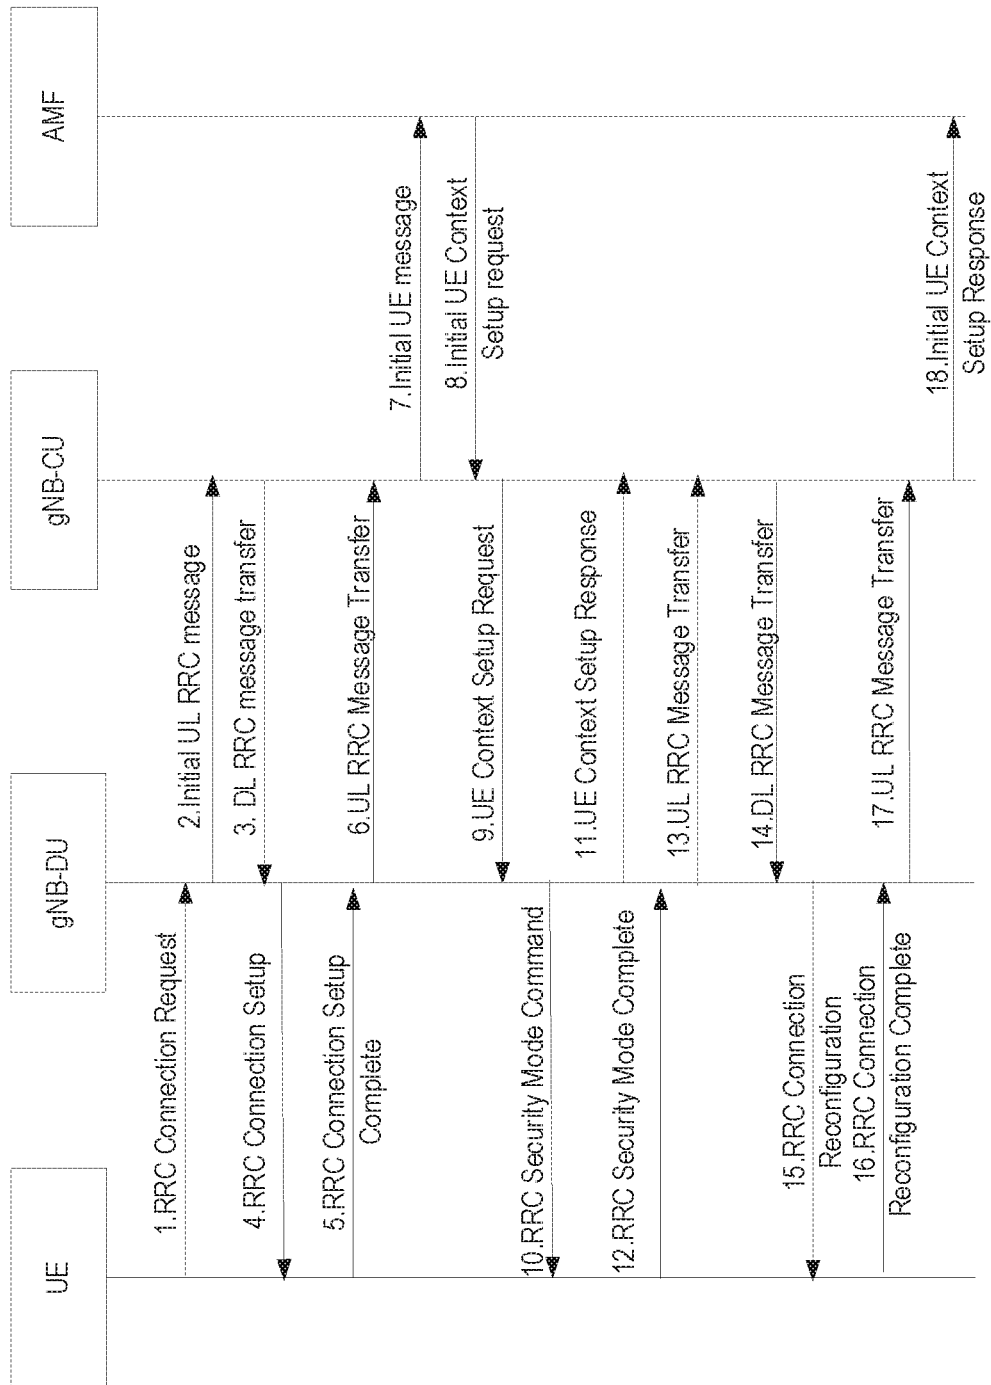 UE
gNB-DU
gNB-CU
AMF
1.RRC Connection Request
2.Initial UL RRC message
3. DL RRC message transfer
4.RRC Connection Setup
5.RRC Connection Setup
Complete
6.UL RRC Message Transfer
7.Initial UE message
8.Initial UE Context
Setup request
9.UE Context Setup Request
10.RRC Security Mode Command
11.UE Context Setup Response
12.RRC Security Mode Complete
13.UL RRC Message Transfer
14.DL RRC Message Transfer
15.RRC Connection
Reconfiguration
16.RRC Connection
Reconfiguration Complete
17.UL RRC Message Transfer
18.Initial UE Context
Setup Response